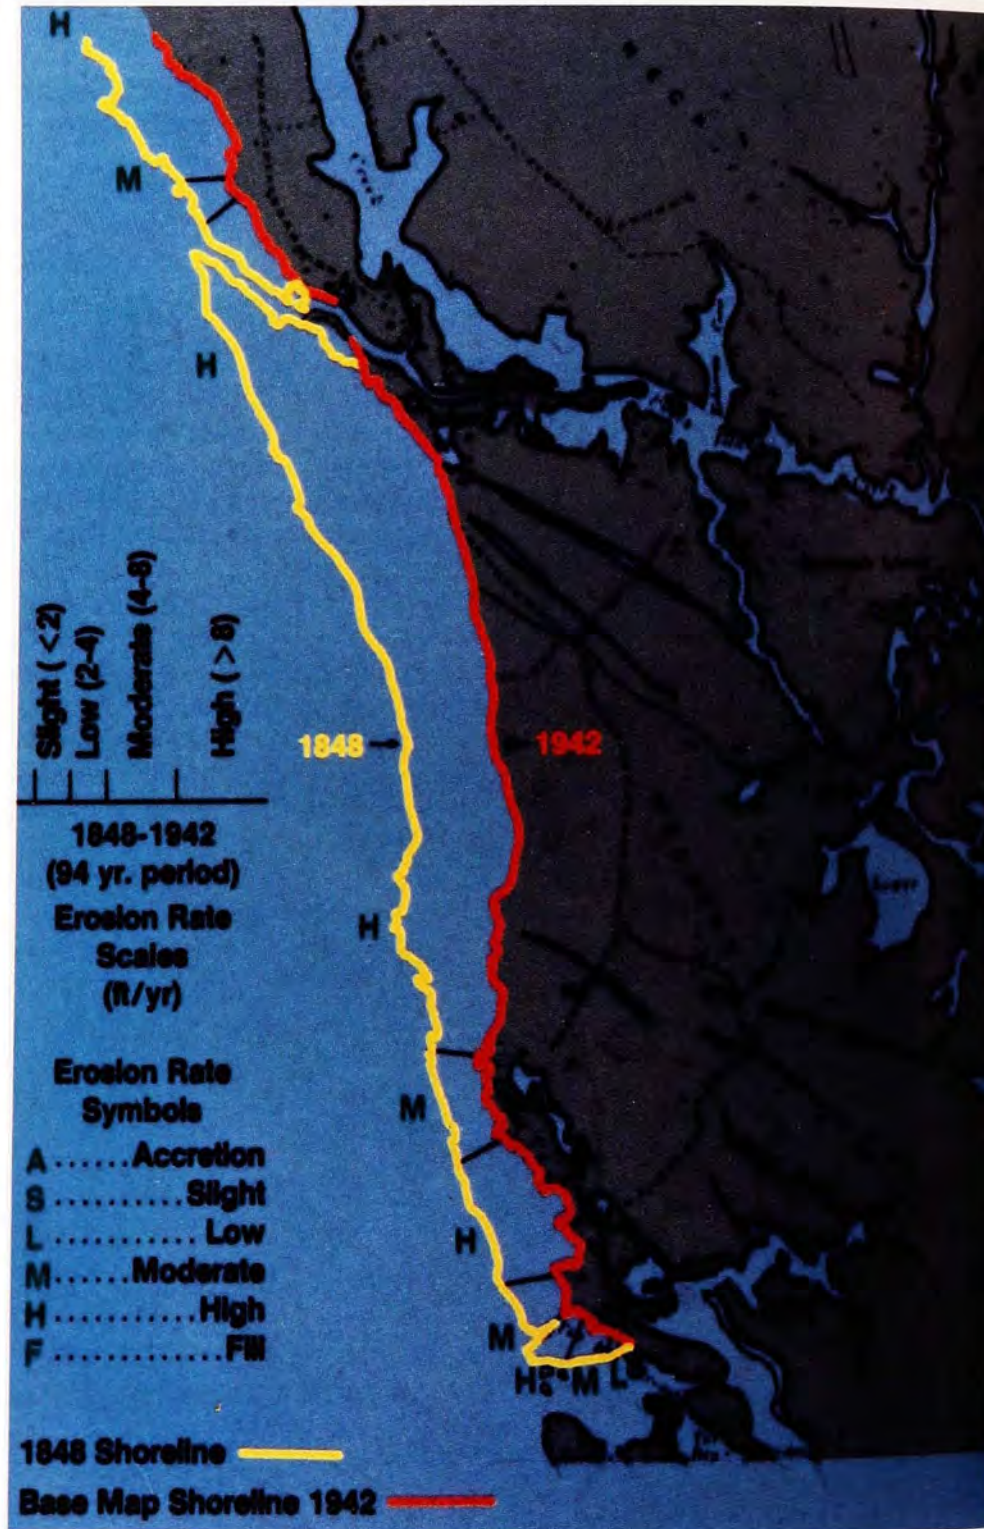 H
M
H
Slight (<2)
Low (2-4)
Moderate (4-8)
High (>8)
1848
1942
1848-1942
(94 yr. period)
Erosion Rate
Scales
(ft/yr)
H
Erosion Rate
Symbols
M
A ...... Accretion
S .......... Slight
L ........... Low
H
M ...... Moderate
H ........... High
F ............. Fill
M
H
M L
1848 Shoreline
Base Map Shoreline 1942